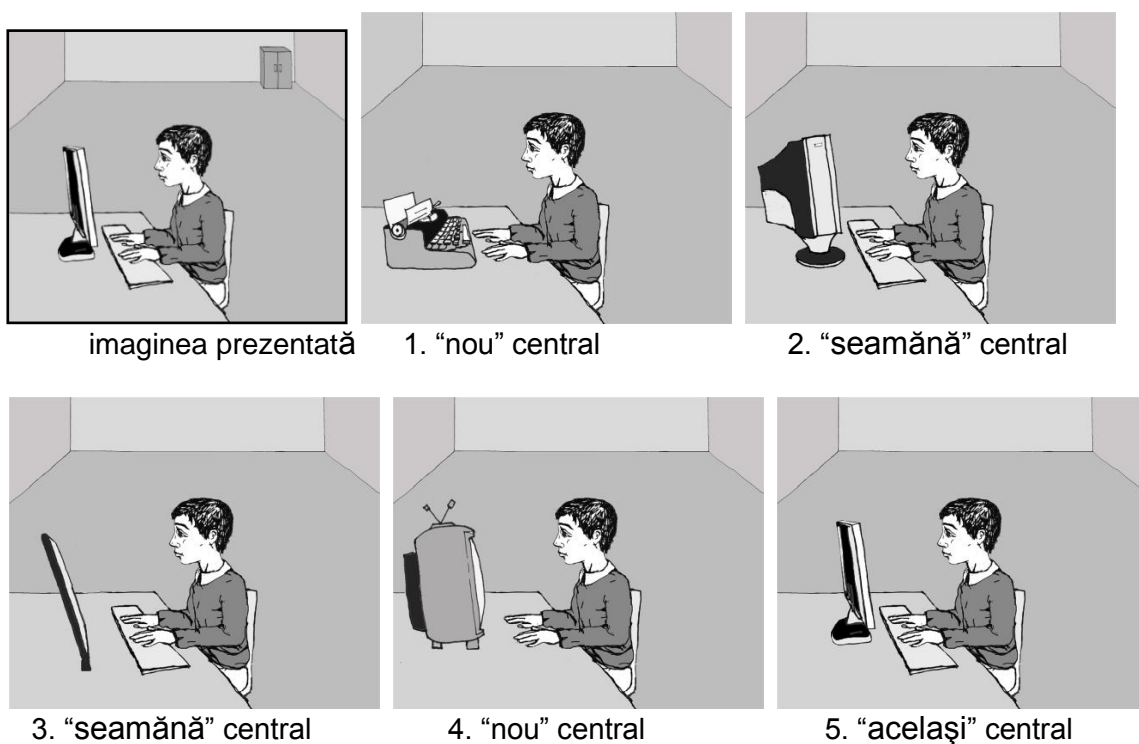 imaginea prezentată 1. “nou” central 2. “seamănă” central
3. “seamănă” central 4. “nou” central 5. “acelaşi” central